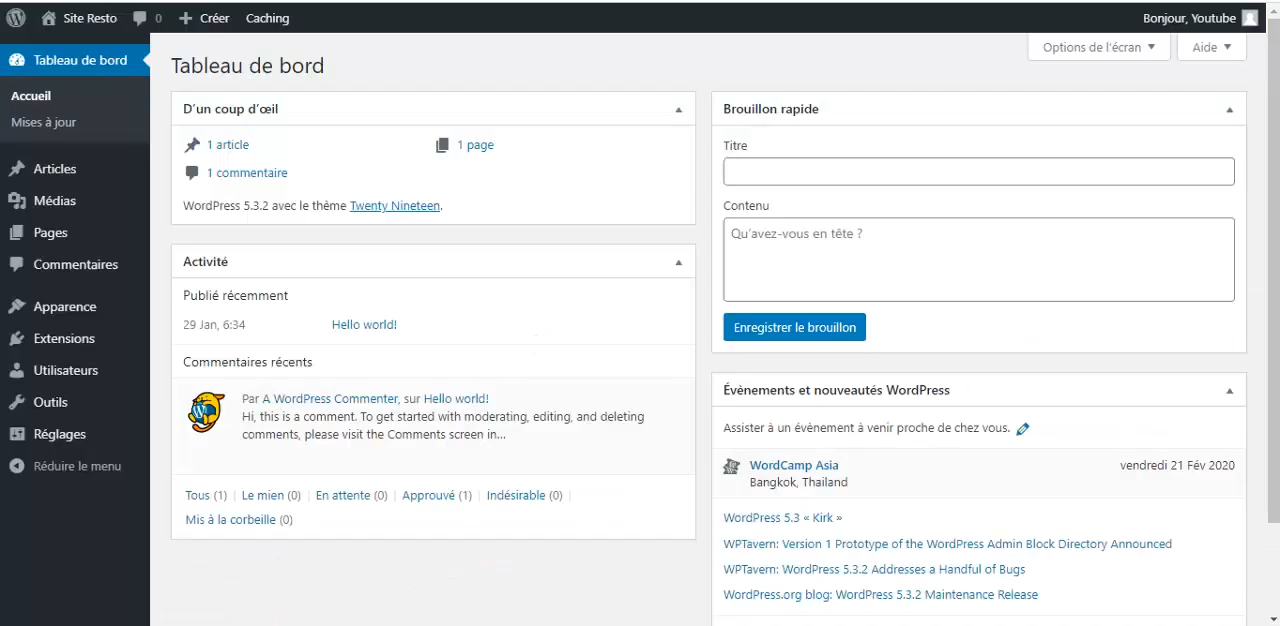 Site Resto 0 Créer Caching Bonjour, Youtube
Options de l'écran Aide
Tableau de bord
Accueil
Mises à jour
Articles
Médias
Pages
Commentaires
Apparence
Extensions
Utilisateurs
Outils
Réglages
Réduire le menu
Tableau de bord
D'un coup d'œil
1 article 1 page
1 commentaire
WordPress 5.3.2 avec le thème Twenty Nineteen.
Activité
Publié récemment
29 Jan, 6:34 Hello world!
Commentaires récents
Par A WordPress Commenter, sur Hello world!
Hi, this is a comment. To get started with moderating, editing, and deleting
comments, please visit the Comments screen in…
Tous (1) | Le mien (0) | En attente (0) | Approuvé (1) | Indésirable (0) |
Mis à la corbeille (0)
Brouillon rapide
Titre
Contenu
Qu'avez-vous en tête ?
Enregistrer le brouillon
Évènements et nouveautés WordPress
Assister à un évènement à venir proche de chez vous.
WordCamp Asia vendredi 21 Fév 2020
Bangkok, Thailand
WordPress 5.3 « Kirk »
WPTavern: Version 1 Prototype of the WordPress Admin Block Directory Announced
WPTavern: WordPress 5.3.2 Addresses a Handful of Bugs
WordPress.org blog: WordPress 5.3.2 Maintenance Release